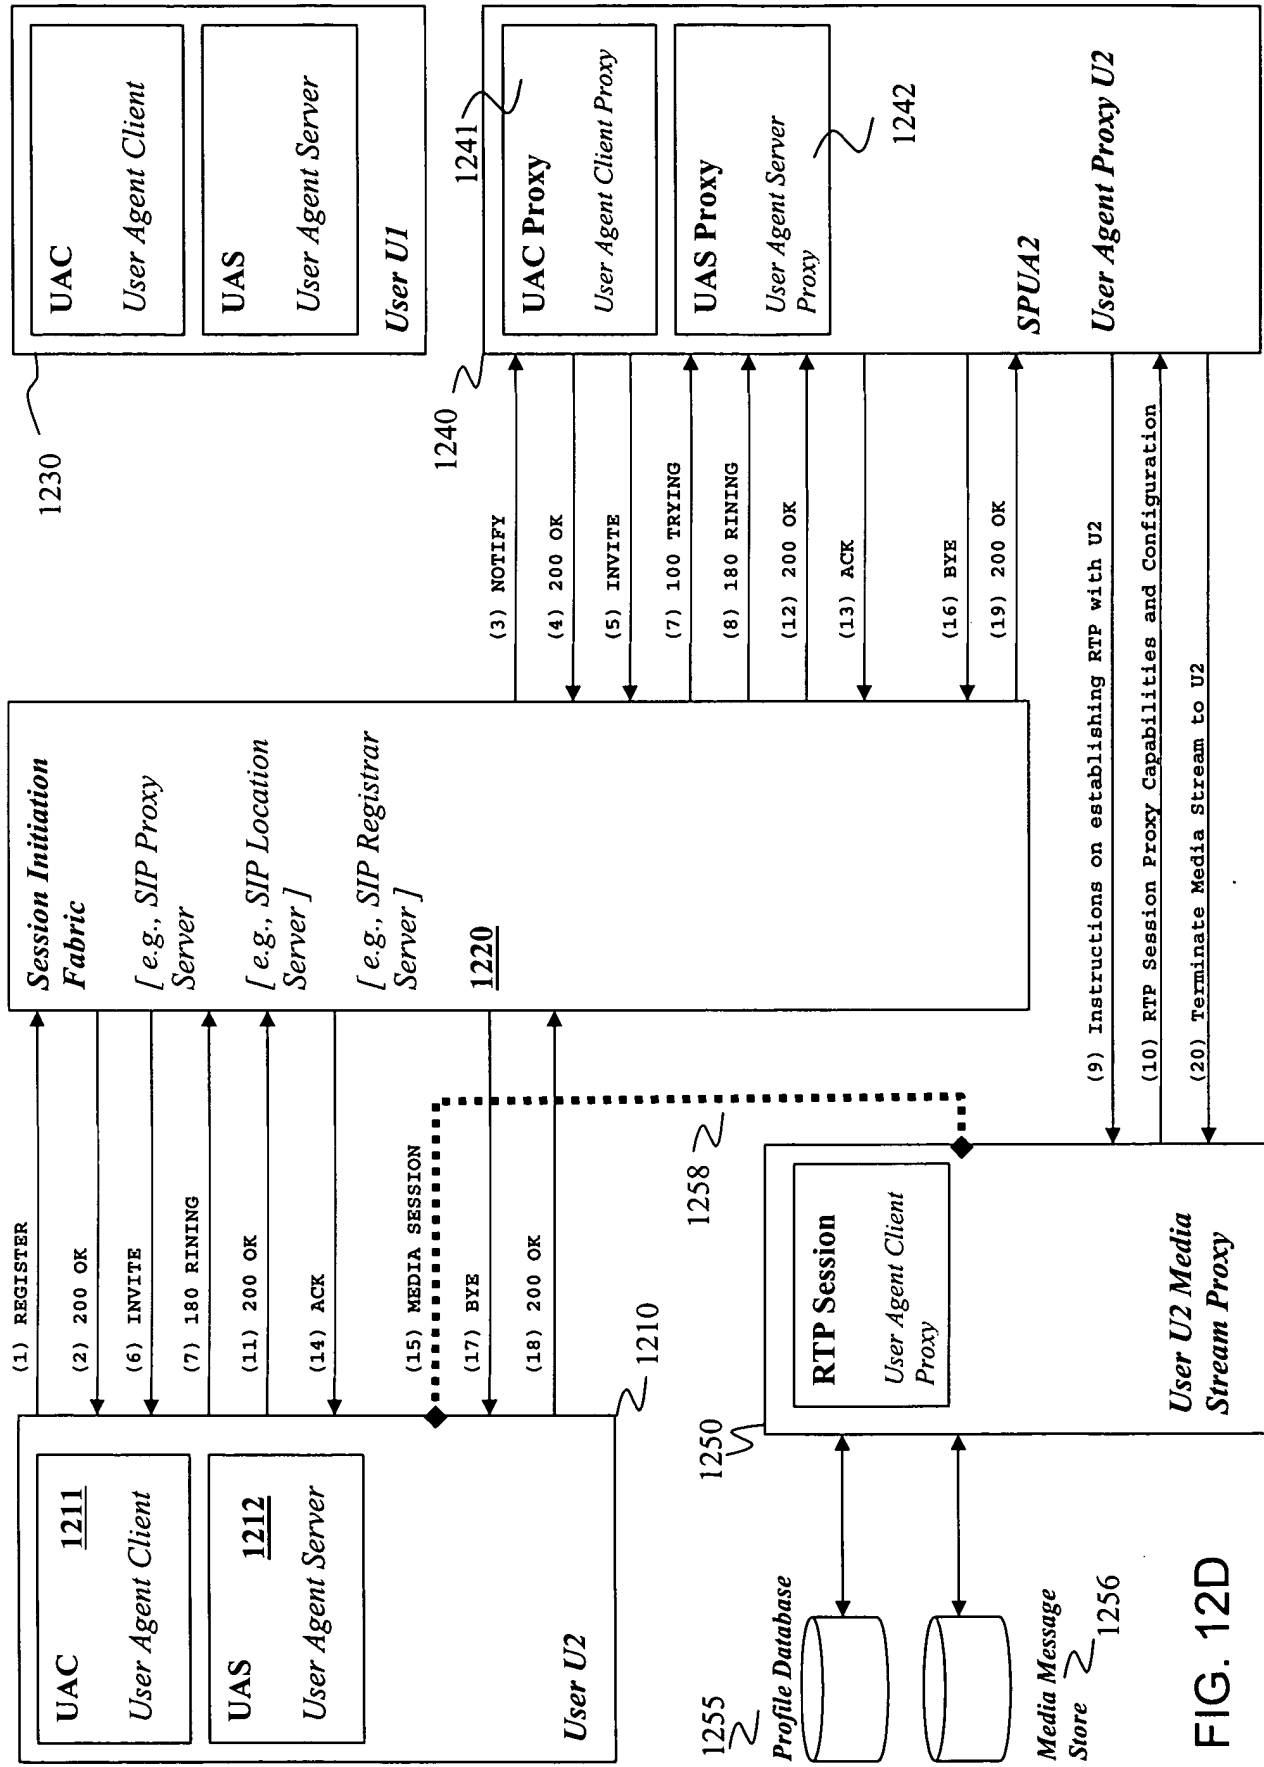 UAC 1211
User Agent Client
UAS
1212
User Agent Server
User U2
1210
(1) REGISTER
(2) 200 OK
(6) INVITE
(7) 180 RINING
(11) 200 OK
(14) ACK
(15) MEDIA SESSION
(17) BYE
(18) 200 OK
Session Initiation
Fabric
[ e.g., SIP Proxy
Server
[ e.g., SIP Location
Server ]
[ e.g., SIP Registrar
Server ]
1220
1230
UAC
User Agent Client
UAS
User Agent Server
User U1
(3) NOTIFY
(4) 200 OK
(5) INVITE
(7) 100 TRYING
(8) 180 RINING
(12) 200 OK
(13) ACK
(16) BYE
(19) 200 OK
1240
1241
UAC Proxy
User Agent Client Proxy
UAS Proxy
User Agent Server
Proxy
1242
SPUA2
User Agent Proxy U2
1255
Profile Database
Media Message
Store
1256
1250
RTP Session
User Agent Client
Proxy
User U2 Media
Stream Proxy
1258
(9) Instructions on establishing RTP with U2
(10) RTP Session Proxy Capabilities and Configuration
(20) Terminate Media Stream to U2
FIG. 12D